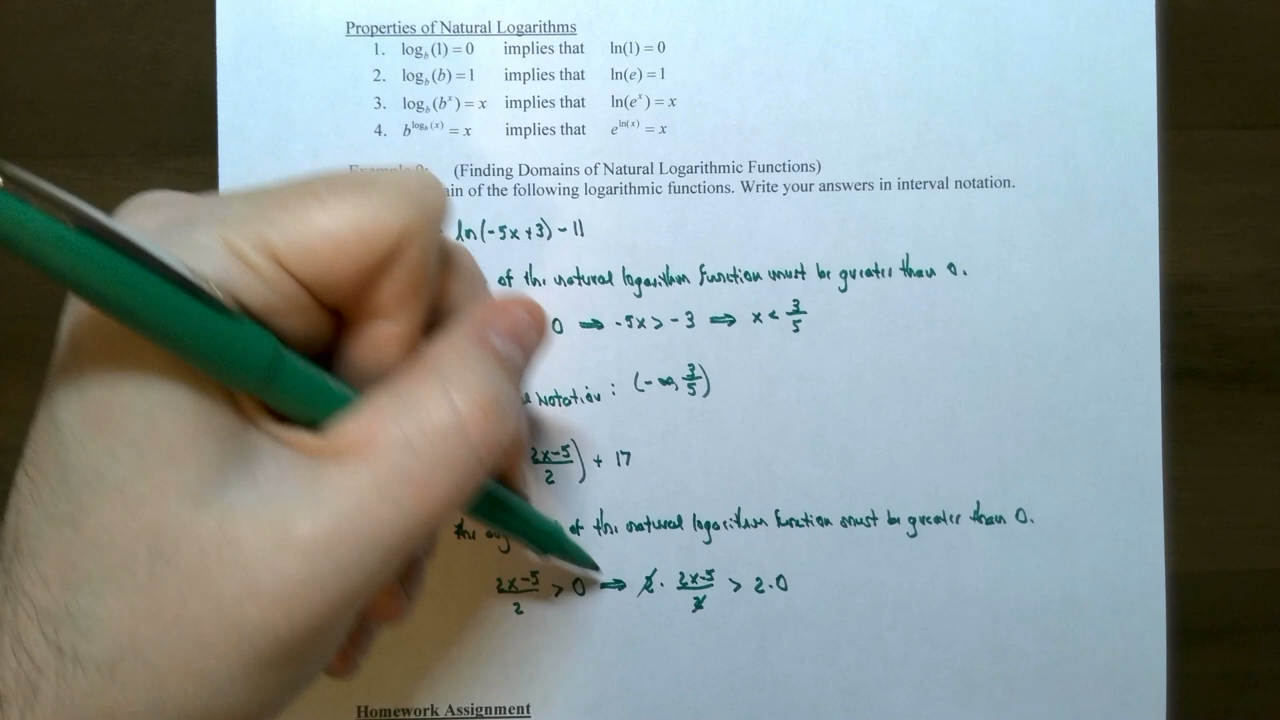 Properties of Natural Logarithms
1. log_b(1) = 0 implies that ln(1) = 0
2. log_b(b) = 1 implies that ln(e) = 1
3. log_b(b^x) = x implies that ln(e^x) = x
4. b^(log_b(x)) = x implies that e^(ln(x)) = x
(Finding Domains of Natural Logarithmic Functions)
of the following logarithmic functions. Write your answers in interval notation.
ln(-5x+3) - 11
of the natural logarithm function must be greater than 0.
0 ⇒ -5x > -3 ⇒ x < 3/5
Notation: (-∞, 3/5)
2x-5/2) + 17
the of the natural logarithm function must be greater than 0.
2x-5/2 > 0 ⇒ 2 · 2x-5/2 > 2·0
Homework Assignment